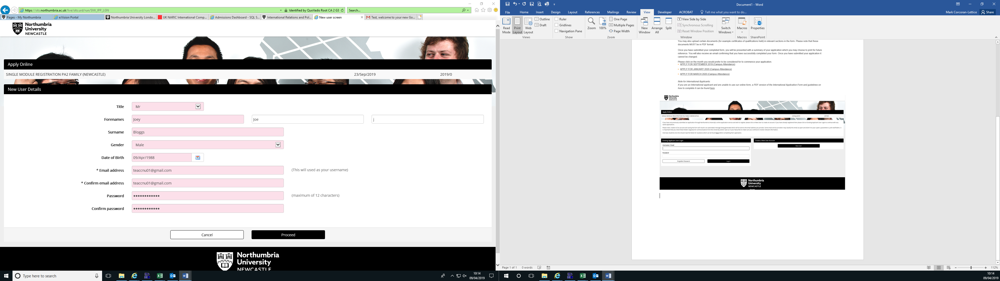 https://sits.northumbria.ac.uk/live/sits.urd/run/SIW_IPP_LGN
Identified by QuoVadis Root CA 2 G3
Search...
Pages - My Northumbria
e:Vision Portal
Northumbria University Londo...
UK NARIC International Comp...
Admissions Dashboard - SQL S...
International Relations and Pol...
New user screen
Test, welcome to your new Go...
Northumbria
University
NEWCASTLE
Apply Online
SINGLE MODULE REGISTRATION PA2 FAMILY (NEWCASTLE) 23/Sep/2019 2019/0
New User Details
Title Mr
Forenames Joey Joe j
Surname Bloggs
Gender Male
Date of Birth 09/Apr/1988
* Email address teaccnu01@gmail.com (This will used as your username)
* Confirm email address teaccnu01@gmail.com
Password ●●●●●●●●●●●● (maximum of 12 characters)
Confirm password ●●●●●●●●●●●●
Cancel Proceed
Northumbria
University
NEWCASTLE
Type here to search
10:14
09/04/2019
Document1 - Word
File Home Insert Design Layout References Mailings Review View Developer ACROBAT Tell me what you want to do...
Mark Corcoran-Lettice Share
Read Mode
Print Layout
Web Layout
Outline
Draft
Views
Ruler
Gridlines
Navigation Pane
Show
Zoom
100%
One Page
Multiple Pages
Page Width
Zoom
New Window
Arrange All
Split
View Side by Side
Synchronous Scrolling
Reset Window Position
Window
Switch Windows
Macros
Macros
Properties
SharePoint
You may also upload certain documents (for example certificates of qualifications held) in relevant sections in the form. Please note that these
documents MUST be in PDF format.
Once you have submitted your completed form, you will be presented with a summary of your application which you may choose to print for future
reference. You will also receive an email confirming that you have successfully completed your form. Once you have submitted your application it
cannot be changed.
Please click on the month you would prefer to be considered for to commence your application.
• APPLY FOR SEPTEMBER 2019 (Campus Attendance)
• APPLY FOR JANUARY 2020 (Campus Attendance)
• APPLY FOR MARCH 2020 (Campus Attendance)
Note for International Applicants
If you are an International applicant and are unable to use our online form, a PDF version of the International Application Form and guidelines on
how to complete it can be found here.
Northumbria
University
NEWCASTLE
Apply Online
SINGLE MODULE REGISTRATION PA2 FAMILY (NEWCASTLE) 23/Sep/2019 2019/0
Existing Applicant User Login
Username / Email
Password
Forgotten Password Log in
Create a New User Account
New User
Northumbria
University
NEWCASTLE
Page 1 of 1 0 words
112%
10:14
09/04/2019